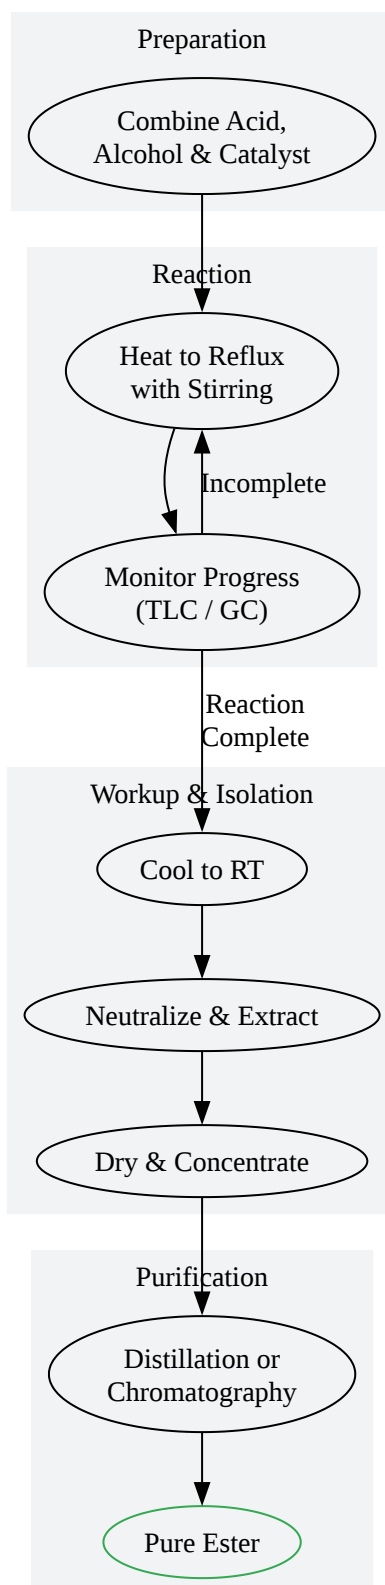 Preparation
Combine Acid,
Alcohol & Catalyst
Reaction
Heat to Reflux
with Stirring
Incomplete
Monitor Progress
(TLC / GC)
Reaction
Complete
Workup & Isolation
Cool to RT
Neutralize & Extract
Dry & Concentrate
Purification
Distillation or
Chromatography
Pure Ester